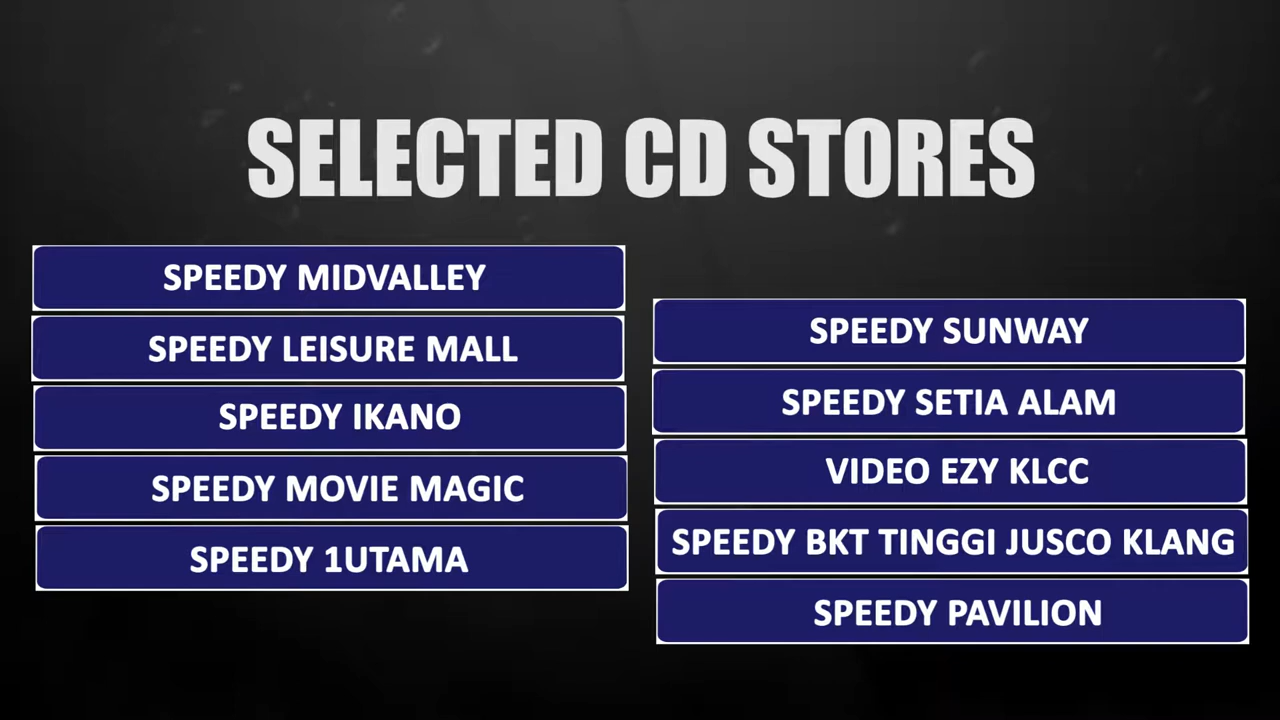 SELECTED CD STORES
SPEEDY MIDVALLEY
SPEEDY LEISURE MALL
SPEEDY IKANO
SPEEDY MOVIE MAGIC
SPEEDY 1UTAMA
SPEEDY SUNWAY
SPEEDY SETIA ALAM
VIDEO EZY KLCC
SPEEDY BKT TINGGI JUSCO KLANG
SPEEDY PAVILION